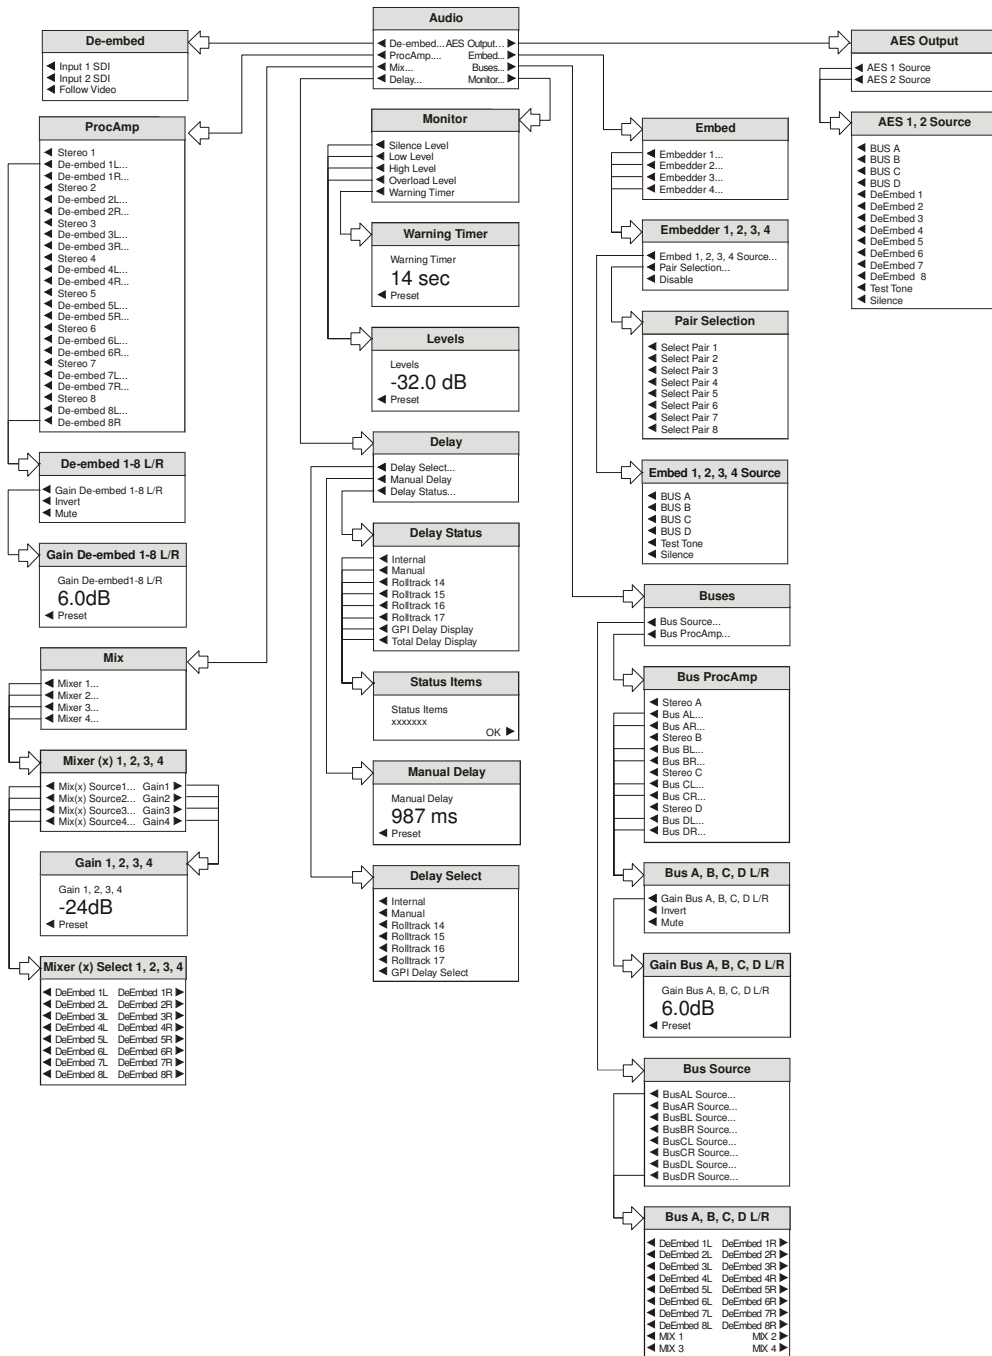 Audio
De-embed... AES Output...
ProcAmp.... Embed...
Mix... Buses...
Delay... Monitor...
De-embed
Input 1 SDI
Input 2 SDI
Follow Video
ProcAmp
Stereo 1
De-embed 1L...
De-embed 1R...
Stereo 2
De-embed 2L...
De-embed 2R...
Stereo 3
De-embed 3L...
De-embed 3R...
Stereo 4
De-embed 4L...
De-embed 4R...
Stereo 5
De-embed 5L...
De-embed 5R...
Stereo 6
De-embed 6L...
De-embed 6R...
Stereo 7
De-embed 7L...
De-embed 7R...
Stereo 8
De-embed 8L...
De-embed 8R
De-embed 1-8 L/R
Gain De-embed 1-8 L/R
Invert
Mute
Gain De-embed 1-8 L/R
Gain De-embed1-8 L/R
6.0dB
Preset
Mix
Mixer 1...
Mixer 2...
Mixer 3...
Mixer 4...
Mixer (x) 1, 2, 3, 4
Mix(x) Source1... Gain1
Mix(x) Source2... Gain2
Mix(x) Source3... Gain3
Mix(x) Source4... Gain4
Gain 1, 2, 3, 4
Gain 1, 2, 3, 4
-24dB
Preset
Mixer (x) Select 1, 2, 3, 4
DeEmbed 1L DeEmbed 1R
DeEmbed 2L DeEmbed 2R
DeEmbed 3L DeEmbed 3R
DeEmbed 4L DeEmbed 4R
DeEmbed 5L DeEmbed 5R
DeEmbed 6L DeEmbed 6R
DeEmbed 7L DeEmbed 7R
DeEmbed 8L DeEmbed 8R
Monitor
Silence Level
Low Level
High Level
Overload Level
Warning Timer
Warning Timer
Warning Timer
14 sec
Preset
Levels
Levels
-32.0 dB
Preset
Delay
Delay Select...
Manual Delay
Delay Status...
Delay Status
Internal
Manual
Rolltrack 14
Rolltrack 15
Rolltrack 16
Rolltrack 17
GPI Delay Display
Total Delay Display
Status Items
Status Items
xxxxxxx
OK
Manual Delay
Manual Delay
987 ms
Preset
Delay Select
Internal
Manual
Rolltrack 14
Rolltrack 15
Rolltrack 16
Rolltrack 17
GPI Delay Select
Embed
Embedder 1...
Embedder 2...
Embedder 3...
Embedder 4...
Embedder 1, 2, 3, 4
Embed 1, 2, 3, 4 Source...
Pair Selection...
Disable
Pair Selection
Select Pair 1
Select Pair 2
Select Pair 3
Select Pair 4
Select Pair 5
Select Pair 6
Select Pair 7
Select Pair 8
Embed 1, 2, 3, 4 Source
BUS A
BUS B
BUS C
BUS D
Test Tone
Silence
Buses
Bus Source...
Bus ProcAmp...
Bus ProcAmp
Stereo A
Bus AL...
Bus AR...
Stereo B
Bus BL...
Bus BR...
Stereo C
Bus CL...
Bus CR...
Stereo D
Bus DL...
Bus DR...
Bus A, B, C, D L/R
Gain Bus A, B, C, D L/R
Invert
Mute
Gain Bus A, B, C, D L/R
Gain Bus A, B, C, D L/R
6.0dB
Preset
Bus Source
BusAL Source...
BusAR Source...
BusBL Source...
BusBR Source...
BusCL Source...
BusCR Source...
BusDL Source...
BusDR Source...
Bus A, B, C, D L/R
DeEmbed 1L DeEmbed 1R
DeEmbed 2L DeEmbed 2R
DeEmbed 3L DeEmbed 3R
DeEmbed 4L DeEmbed 4R
DeEmbed 5L DeEmbed 5R
DeEmbed 6L DeEmbed 6R
DeEmbed 7L DeEmbed 7R
DeEmbed 8L DeEmbed 8R
MIX 1 MIX 2
MIX 3 MIX 4
AES Output
AES 1 Source
AES 2 Source
AES 1, 2 Source
BUS A
BUS B
BUS C
BUS D
DeEmbed 1
DeEmbed 2
DeEmbed 3
DeEmbed 4
DeEmbed 5
DeEmbed 6
DeEmbed 7
DeEmbed 8
Test Tone
Silence